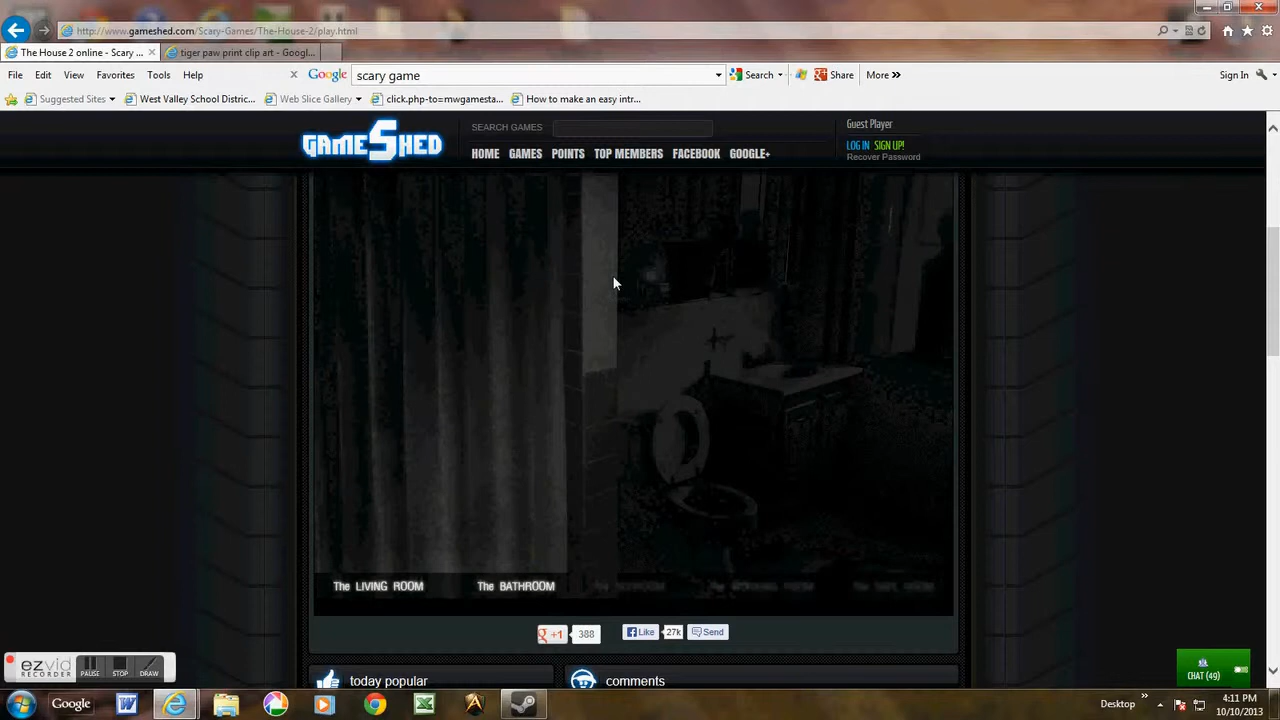 http://www.gameshed.com/Scary-Games/The-House-2/play.html
The House 2 online - Scary ...
tiger paw print clip art - Googl...
File Edit View Favorites Tools Help
Google scary game Search Share More Sign In
Suggested Sites West Valley School Distric... Web Slice Gallery click.php-to=mwgamesta... How to make an easy intr...
GAMESHED
SEARCH GAMES
Guest Player
LOG IN SIGN UP!
Recover Password
HOME GAMES POINTS TOP MEMBERS FACEBOOK GOOGLE+
The LIVING ROOM The BATHROOM
+1 388 Like 27k Send
today popular comments
ezvid
RECORDER
PAUSE STOP DRAW
CHAT (49)
Google
Desktop
4:11 PM
10/10/2013